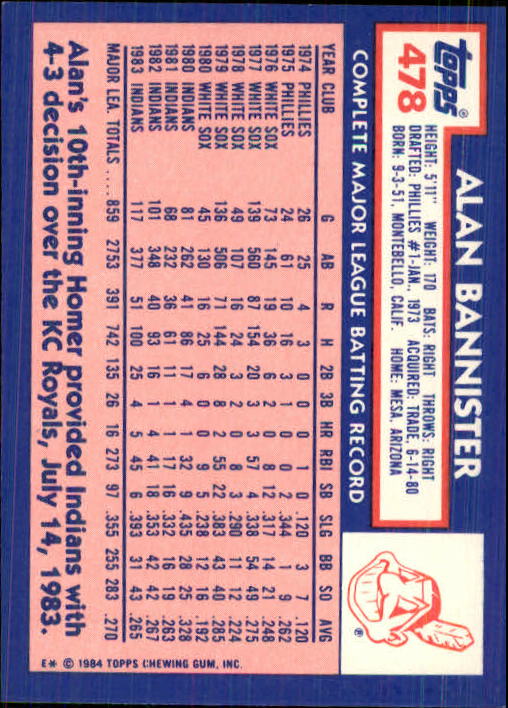 Topps®
478
ALAN BANNISTER
HEIGHT: 5'11" WEIGHT: 170 BATS: RIGHT THROWS: RIGHT
DRAFTED: PHILLIES #1-JAN., 1973 ACQUIRED: TRADE, 6-14-80
BORN: 9-3-51, MONTEBELLO, CALIF. HOME: MESA, ARIZONA
COMPLETE MAJOR LEAGUE BATTING RECORD
YEAR CLUB G AB R H 2B 3B HR RBI SB SLG BB SO AVG
1974 PHILLIES 26 25 4 3 0 0 0 1 0 .120 3 7 .120
1975 PHILLIES 24 61 10 16 3 1 0 0 2 .344 1 9 .262
1976 WHITE SOX 73 145 19 36 6 2 0 8 12 .317 14 21 .248
1977 WHITE SOX 139 560 87 154 20 3 3 57 4 .338 54 49 .275
1978 WHITE SOX 49 107 16 24 3 2 0 8 3 .290 11 12 .224
1979 WHITE SOX 136 506 71 144 28 8 2 55 22 .383 43 40 .285
1980 WHITE SOX 45 130 16 25 6 0 0 9 5 .238 12 16 .192
1980 INDIANS 81 262 41 86 17 4 1 32 9 .435 28 25 .328
1981 INDIANS 68 232 36 61 11 1 1 17 16 .332 16 19 .263
1982 INDIANS 101 348 40 93 16 1 4 41 18 .353 42 42 .267
1983 INDIANS 117 377 51 100 25 4 5 45 6 .393 31 43 .265
MAJOR LEA. TOTALS .... 859 2753 391 742 135 26 16 273 97 .355 255 283 .270
Alan's 10th-inning Homer provided Indians with
4-3 decision over the KC Royals, July 14, 1983.
E* © 1984 TOPPS CHEWING GUM, INC.
®